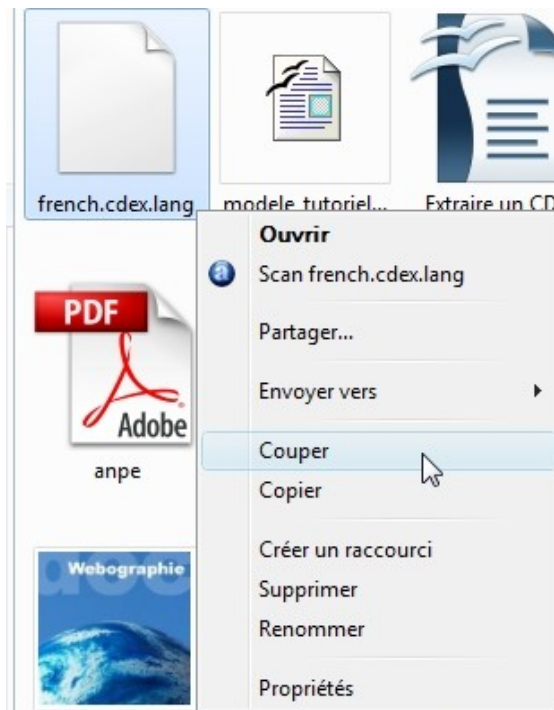 french.cdex.lang
modele_tutoriel...
Extraire un CD
Ouvrir
Scan french.cdex.lang
Partager...
Envoyer vers
Couper
Copier
Créer un raccourci
Supprimer
Renommer
Propriétés
PDF
Adobe
anpe
Webographie
doc